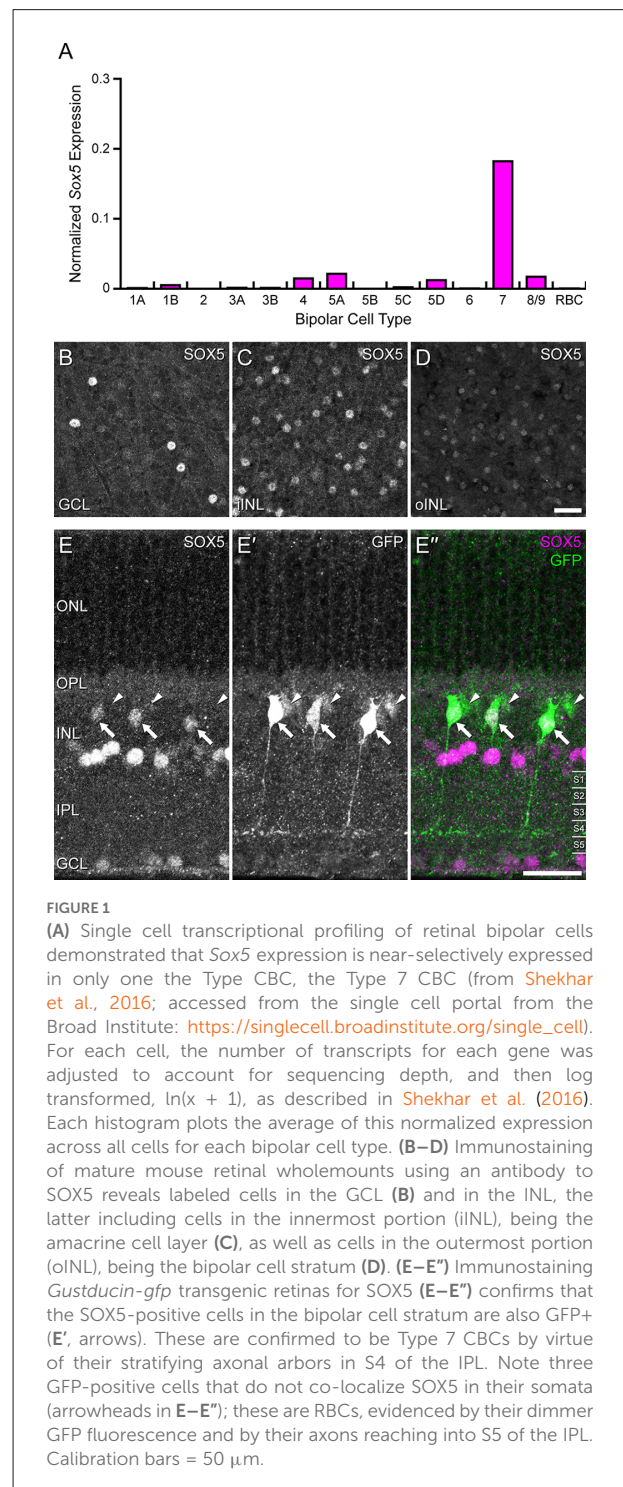 A
Normalized Sox5 Expression
0.3
0.2
0.1
0
1A 1B 2 3A 3B 4 5A 5B 5C 5D 6 7 8/9 RBC
Bipolar Cell Type
B SOX5 C SOX5 D SOX5
GCL iINL oINL
E SOX5 E' GFP E" SOX5
GFP
ONL
OPL
INL
IPL
GCL
S1
S2
S3
S4
S5
FIGURE 1
(A) Single cell transcriptional profiling of retinal bipolar cells
demonstrated that Sox5 expression is near-selectively expressed
in only one the Type CBC, the Type 7 CBC (from Shekhar
et al., 2016; accessed from the single cell portal from the
Broad Institute: https://singlecell.broadinstitute.org/single_cell).
For each cell, the number of transcripts for each gene was
adjusted to account for sequencing depth, and then log
transformed, ln(x + 1), as described in Shekhar et al. (2016).
Each histogram plots the average of this normalized expression
across all cells for each bipolar cell type. (B–D) Immunostaining
of mature mouse retinal wholemounts using an antibody to
SOX5 reveals labeled cells in the GCL (B) and in the INL, the
latter including cells in the innermost portion (iINL), being the
amacrine cell layer (C), as well as cells in the outermost portion
(oINL), being the bipolar cell stratum (D). (E–E") Immunostaining
Gustducin-gfp transgenic retinas for SOX5 (E–E") confirms that
the SOX5-positive cells in the bipolar cell stratum are also GFP+
(E', arrows). These are confirmed to be Type 7 CBCs by virtue
of their stratifying axonal arbors in S4 of the IPL. Note three
GFP-positive cells that do not co-localize SOX5 in their somata
(arrowheads in E–E"); these are RBCs, evidenced by their dimmer
GFP fluorescence and by their axons reaching into S5 of the IPL.
Calibration bars = 50 μm.